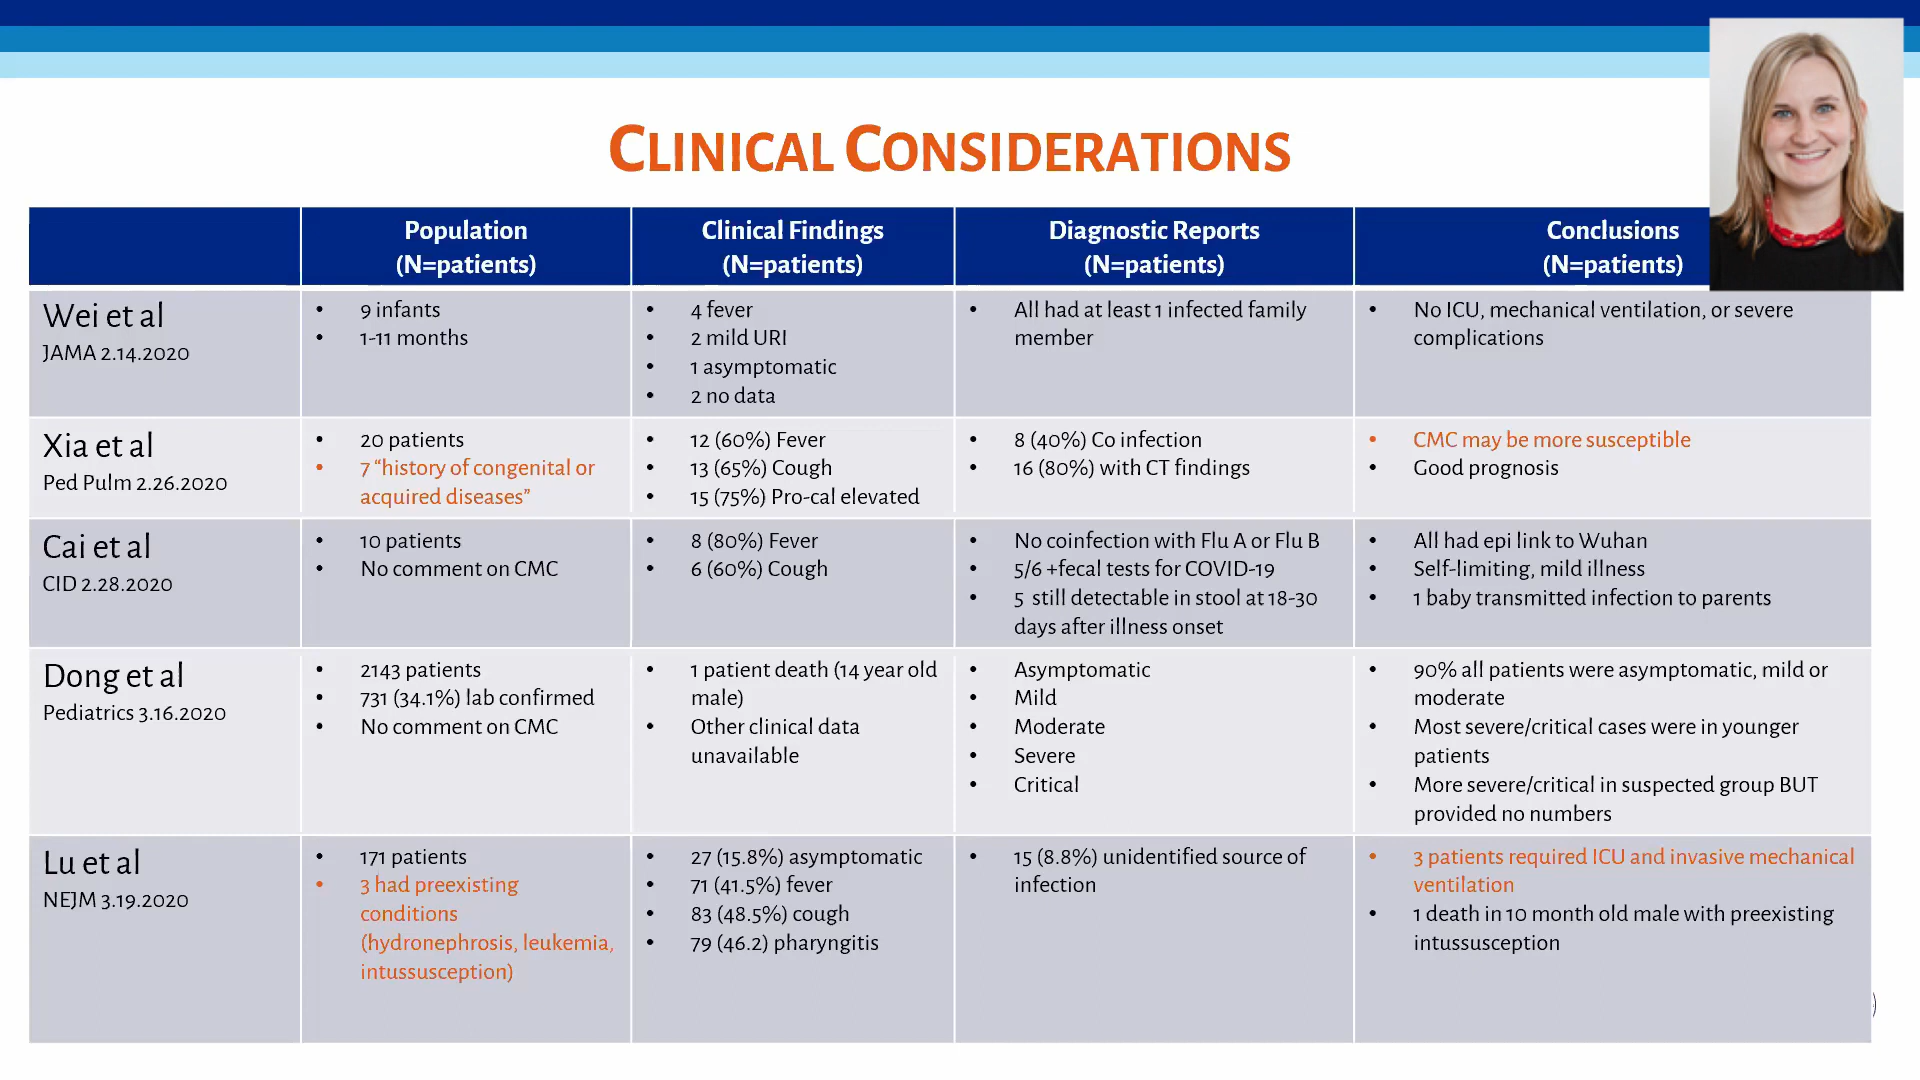 CLINICAL CONSIDERATIONS
Population
(N=patients)
Clinical Findings
(N=patients)
Diagnostic Reports
(N=patients)
Conclusions
(N=patients)
Wei et al
JAMA 2.14.2020
• 9 infants
• 1-11 months
• 4 fever
• 2 mild URI
• 1 asymptomatic
• 2 no data
• All had at least 1 infected family
member
• No ICU, mechanical ventilation, or severe
complications
Xia et al
Ped Pulm 2.26.2020
• 20 patients
• 7 “history of congenital or
acquired diseases”
• 12 (60%) Fever
• 13 (65%) Cough
• 15 (75%) Pro-cal elevated
• 8 (40%) Co infection
• 16 (80%) with CT findings
• CMC may be more susceptible
• Good prognosis
Cai et al
CID 2.28.2020
• 10 patients
• No comment on CMC
• 8 (80%) Fever
• 6 (60%) Cough
• No coinfection with Flu A or Flu B
• 5/6 +fecal tests for COVID-19
• 5 still detectable in stool at 18-30
days after illness onset
• All had epi link to Wuhan
• Self-limiting, mild illness
• 1 baby transmitted infection to parents
Dong et al
Pediatrics 3.16.2020
• 2143 patients
• 731 (34.1%) lab confirmed
• No comment on CMC
• 1 patient death (14 year old
male)
• Other clinical data
unavailable
• Asymptomatic
• Mild
• Moderate
• Severe
• Critical
• 90% all patients were asymptomatic, mild or
moderate
• Most severe/critical cases were in younger
patients
• More severe/critical in suspected group BUT
provided no numbers
Lu et al
NEJM 3.19.2020
• 171 patients
• 3 had preexisting
conditions
(hydronephrosis, leukemia,
intussusception)
• 27 (15.8%) asymptomatic
• 71 (41.5%) fever
• 83 (48.5%) cough
• 79 (46.2) pharyngitis
• 15 (8.8%) unidentified source of
infection
• 3 patients required ICU and invasive mechanical
ventilation
• 1 death in 10 month old male with preexisting
intussusception